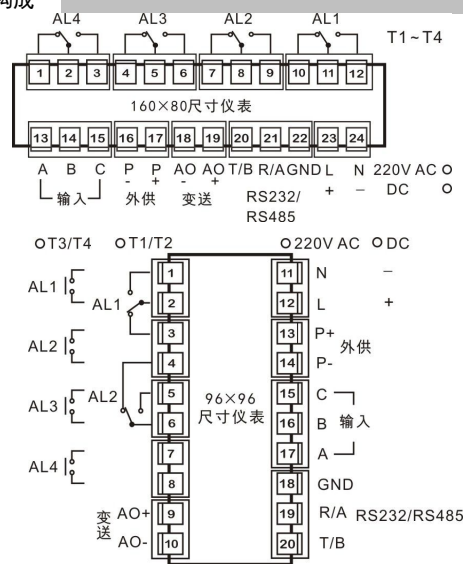 AL4 AL3 AL2 AL1
T1~T4
1 2 3 4 5 6 7 8 9 10 11 12
160×80尺寸仪表
13 14 15 16 17 18 19 20 21 22 23 24
A B C P P AO AO T/B R/A GND L N 220V AC
- + - + + - DC
输入 外供 变送 RS232/
RS485
T3/T4 T1/T2 220V AC DC
1 11 N -
AL1 AL1 2 12 L +
3 13 P+
AL2 外供
4 14 P-
5 15 C
AL3 AL2 96×96
尺寸仪表
6 16 B 输入
7 17 A
AL4
8 18 GND
变送 AO+ 9 19 R/A RS232/RS485
AO- 10 20 T/B